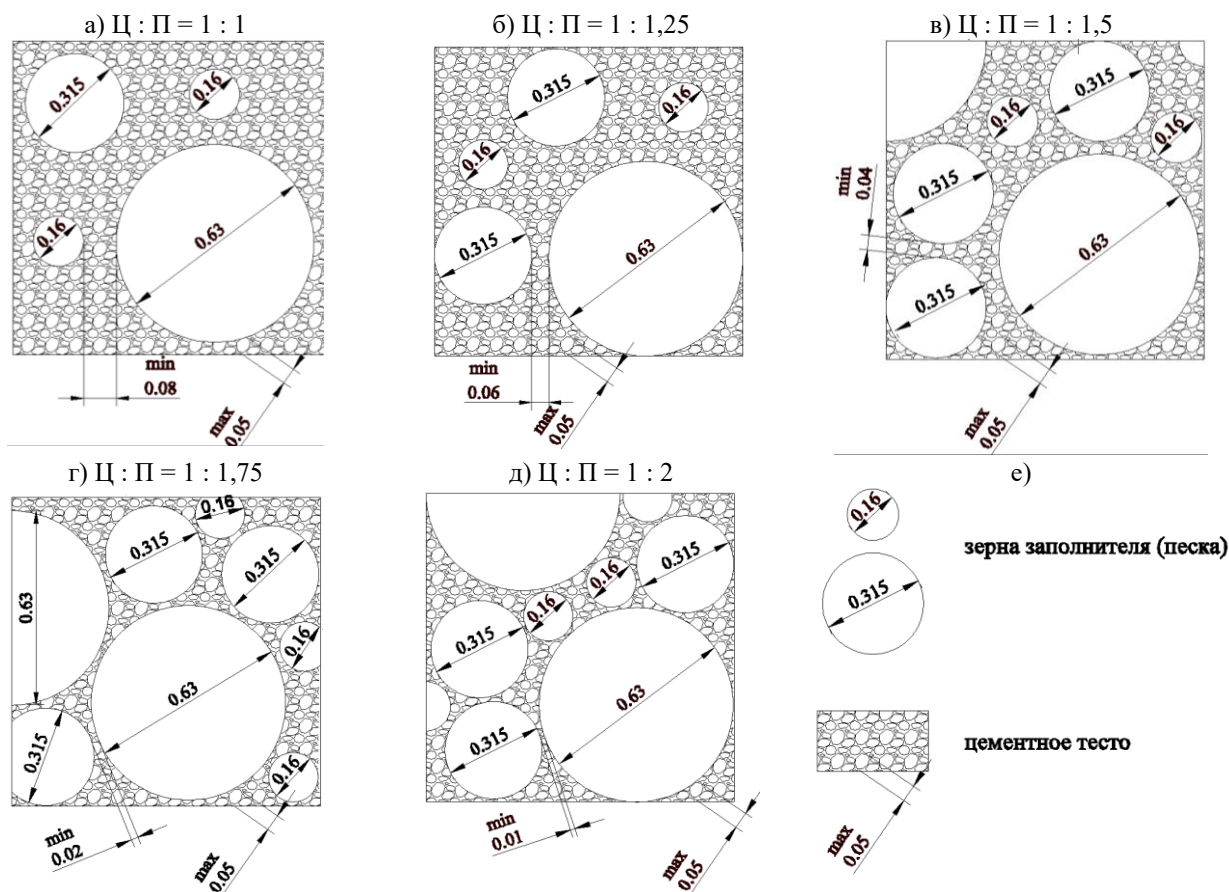 а) Ц : П = 1 : 1
0.315
0.16
0.16
0.63
min
0.08
max
0.05
б) Ц : П = 1 : 1,25
0.315
0.16
0.16
0.315
0.63
min
0.06
max
0.05
в) Ц : П = 1 : 1,5
0.315
0.16
0.16
min
0.04
0.315
0.63
0.315
max
0.05
г) Ц : П = 1 : 1,75
0.16
0.315
0.315
0.63
0.16
0.63
0.315
0.16
min
0.02
max
0.05
д) Ц : П = 1 : 2
0.315
0.16
0.16
0.315
0.63
0.315
min
0.01
max
0.05
е)
0.16
зерна заполнителя (песка)
0.315
цементное тесто
max
0.05